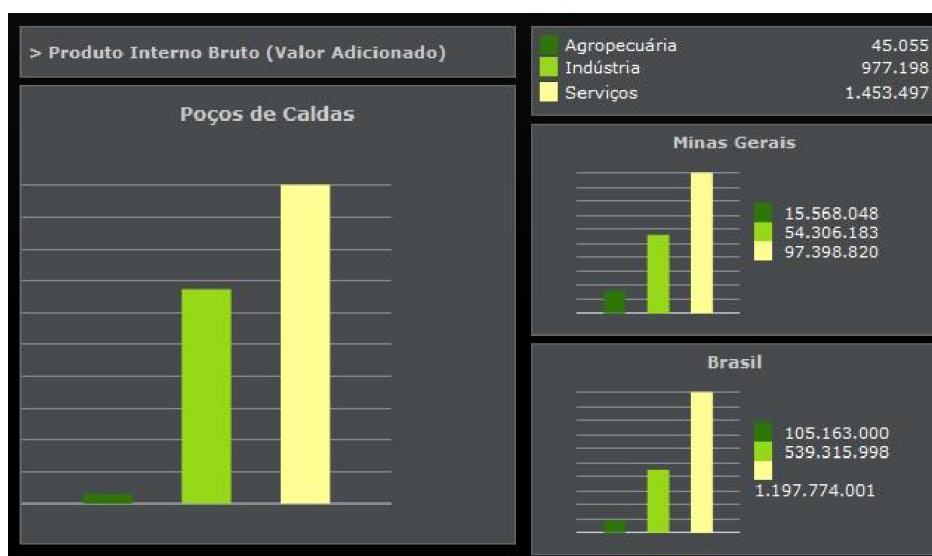 > Produto Interno Bruto (Valor Adicionado)
Poços de Caldas
Agropecuária 45.055
Indústria 977.198
Serviços 1.453.497
Minas Gerais
15.568.048
54.306.183
97.398.820
Brasil
105.163.000
539.315.998
1.197.774.001